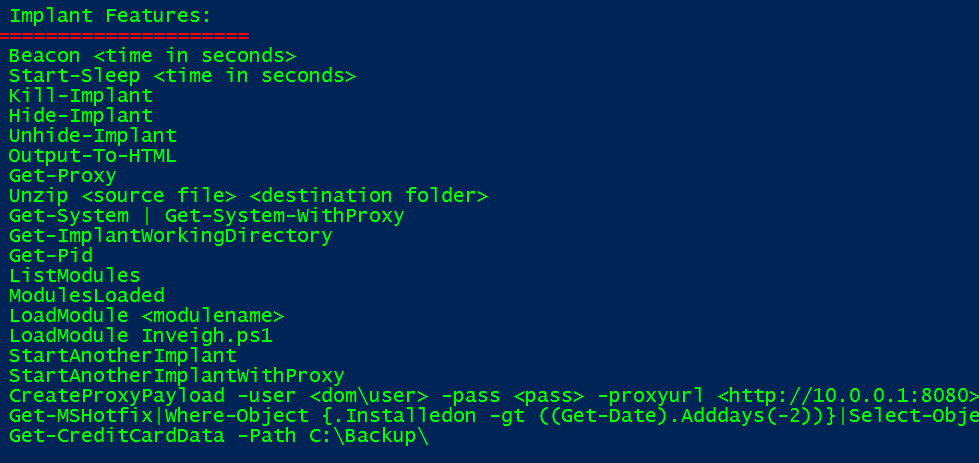 Implant Features:
=====================
Beacon <time in seconds>
Start-Sleep <time in seconds>
Kill-Implant
Hide-Implant
Unhide-Implant
Output-To-HTML
Get-Proxy
Unzip <source file> <destination folder>
Get-System | Get-System-WithProxy
Get-ImplantWorkingDirectory
Get-Pid
ListModules
ModulesLoaded
LoadModule <modulename>
LoadModule Inveigh.ps1
StartAnotherImplant
StartAnotherImplantWithProxy
CreateProxyPayload -user <dom\user> -pass <pass> -proxyurl <http://10.0.0.1:8080>
Get-MSHotfix|Where-Object {.Installedon -gt ((Get-Date).Adddays(-2))}|Select-Obje
Get-CreditCardData -Path C:\Backup\